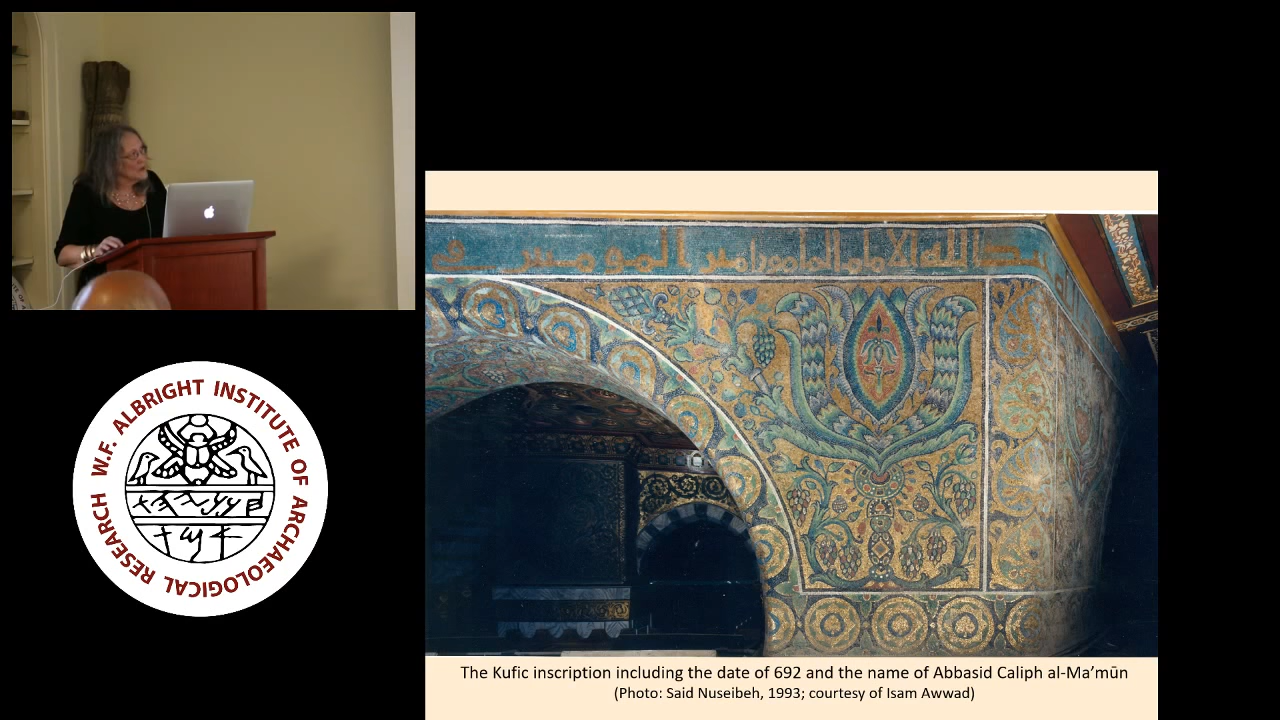 W.F. ALBRIGHT INSTITUTE OF ARCHAEOLOGICAL RESEARCH
الله الامام المامون امير المومنين في
The Kufic inscription including the date of 692 and the name of Abbasid Caliph al-Ma’mūn
(Photo: Said Nuseibeh, 1993; courtesy of Isam Awwad)